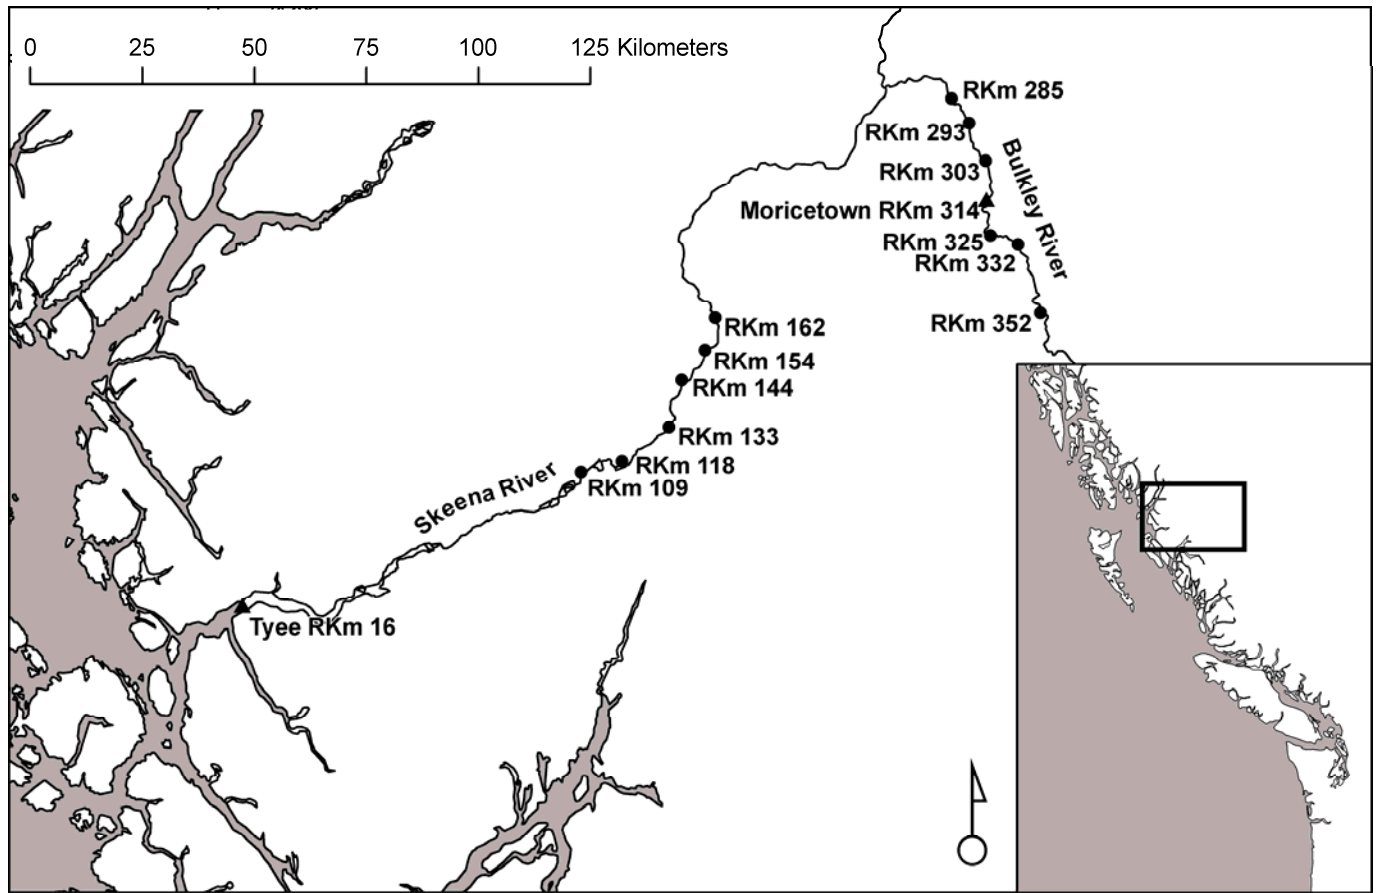 0 25 50 75 100 125 Kilometers
RKm 285
RKm 293
RKm 303
Bulkley River
Moricetown RKm 314
RKm 325
RKm 332
RKm 352
RKm 162
RKm 154
RKm 144
RKm 133
RKm 118
RKm 109
Skeena River
Tyee RKm 16